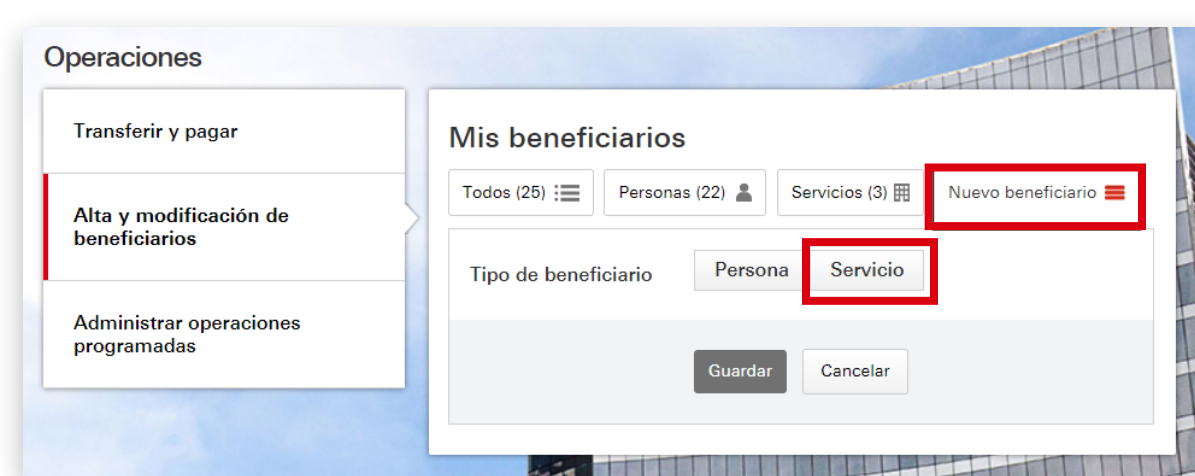 Operaciones
Transferir y pagar
Alta y modificación de
beneficiarios
Administrar operaciones
programadas
Mis beneficiarios
Todos (25) Personas (22) Servicios (3) Nuevo beneficiario
Tipo de beneficiario Persona Servicio
Guardar Cancelar